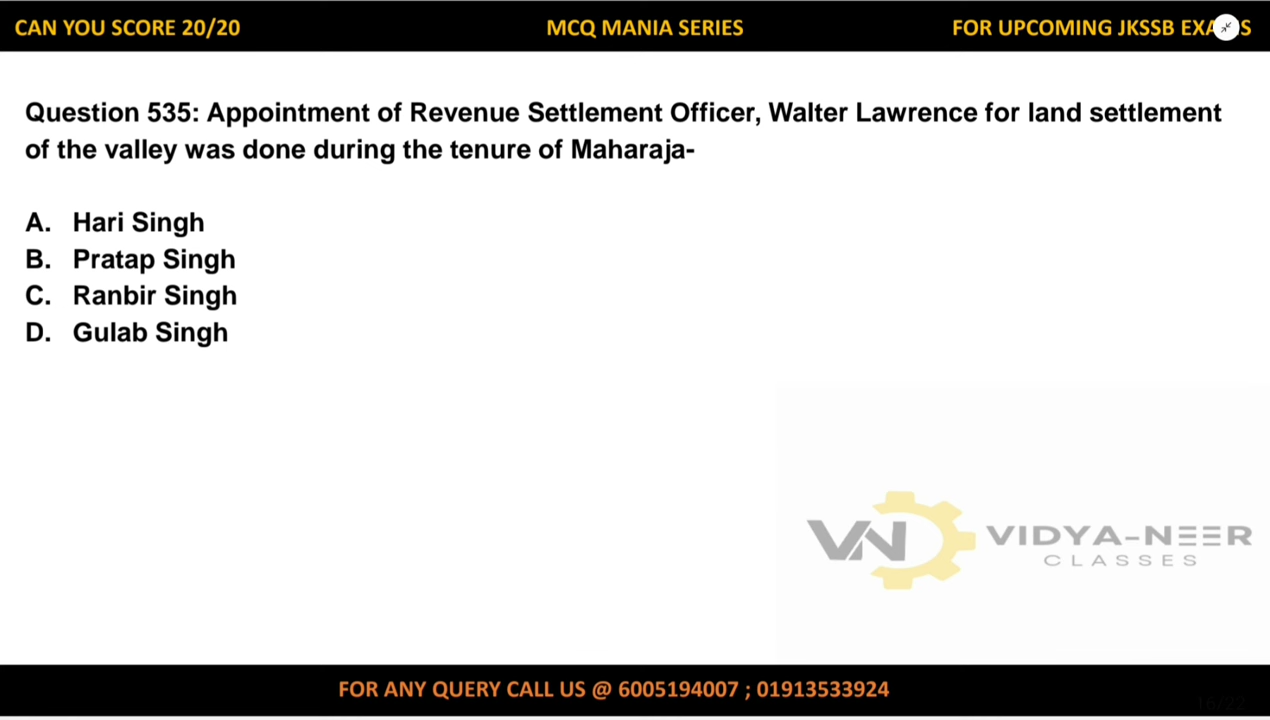 CAN YOU SCORE 20/20 MCQ MANIA SERIES FOR UPCOMING JKSSB
Question 535: Appointment of Revenue Settlement Officer, Walter Lawrence for land settlement
of the valley was done during the tenure of Maharaja-
A. Hari Singh
B. Pratap Singh
C. Ranbir Singh
D. Gulab Singh
VIDYA-NEER
CLASSES
FOR ANY QUERY CALL US @ 6005194007 ; 01913533924
16/22